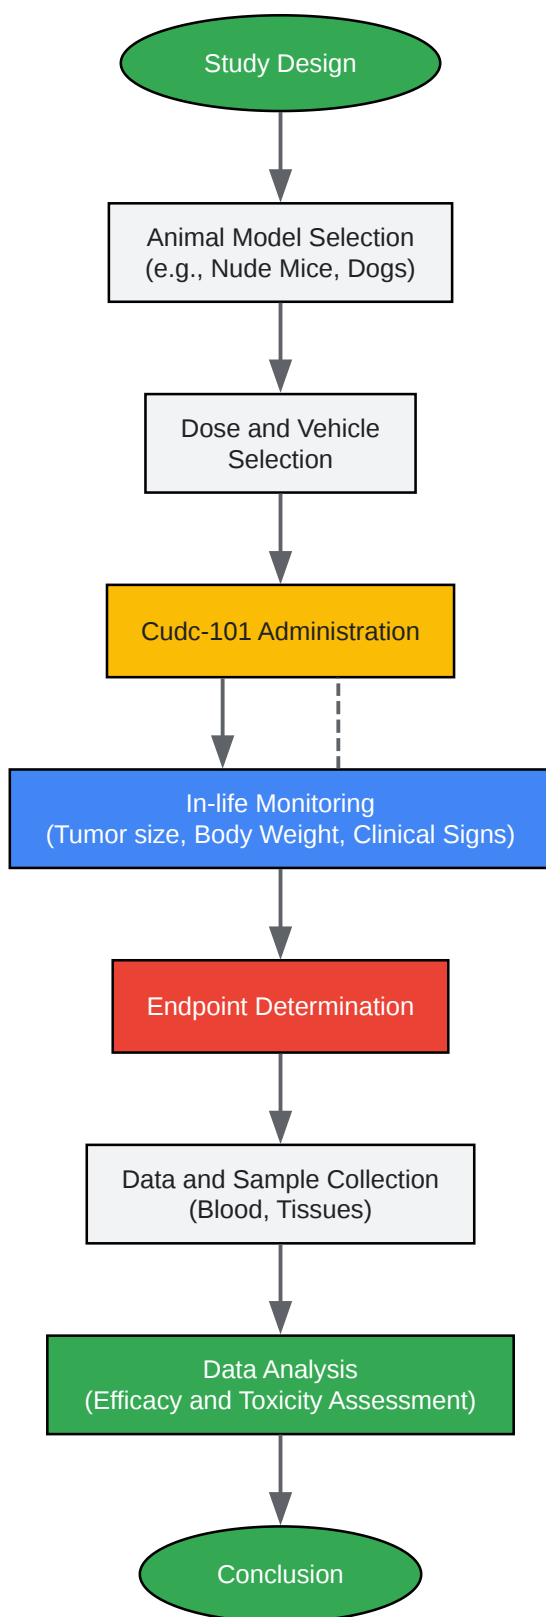 Study Design
Animal Model Selection
(e.g., Nude Mice, Dogs)
Dose and Vehicle
Selection
Cudc-101 Administration
In-life Monitoring
(Tumor size, Body Weight, Clinical Signs)
Endpoint Determination
Data and Sample Collection
(Blood, Tissues)
Data Analysis
(Efficacy and Toxicity Assessment)
Conclusion